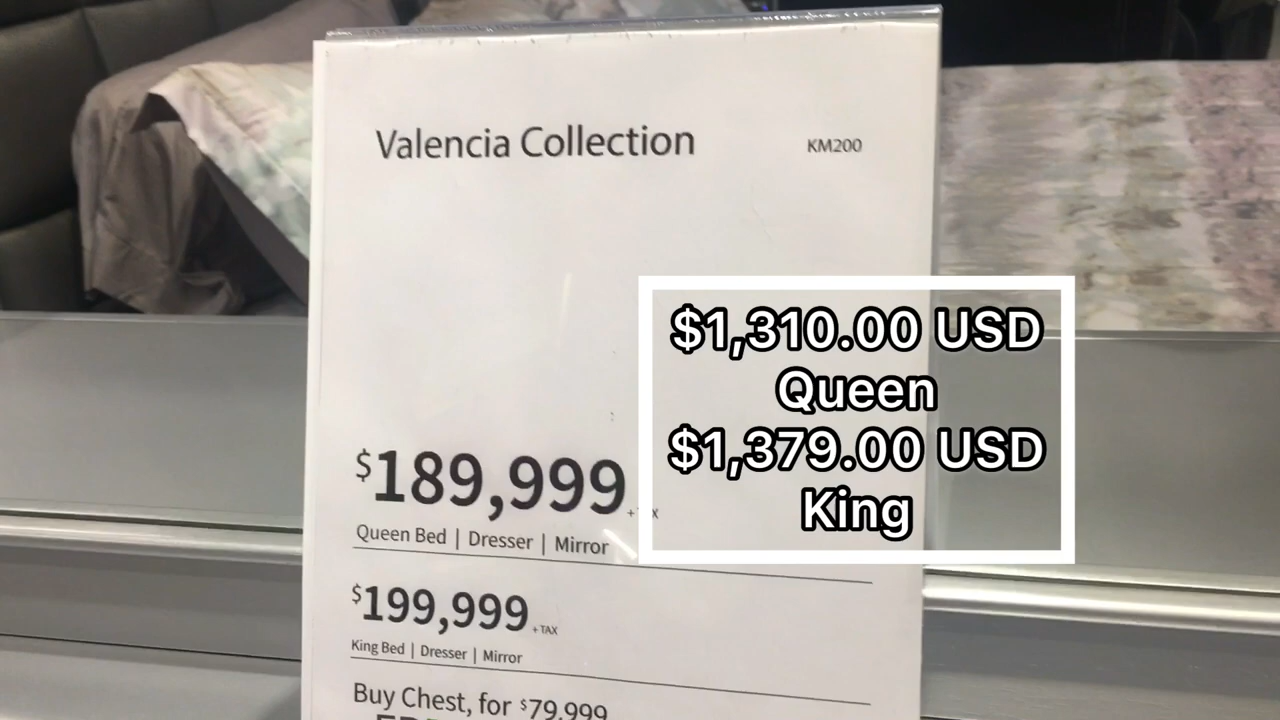 Valencia Collection KM200
$1,310.00 USD
Queen
$1,379.00 USD
King
$189,999
Queen Bed | Dresser | Mirror
$199,999 + TAX
King Bed | Dresser | Mirror
Buy Chest, for $79,999